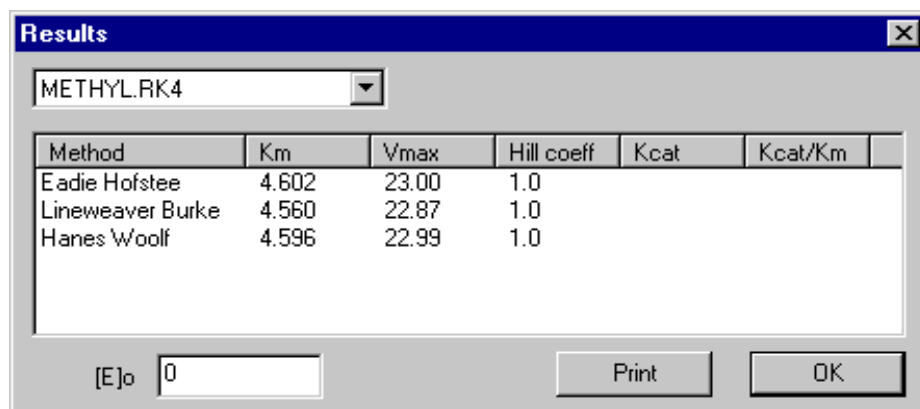 Results
METHYL.RK4
Method Km Vmax Hill coeff Kcat Kcat/Km
Eadie Hofstee 4.602 23.00 1.0
Lineweaver Burke 4.560 22.87 1.0
Hanes Woolf 4.596 22.99 1.0
[E]o 0 Print OK